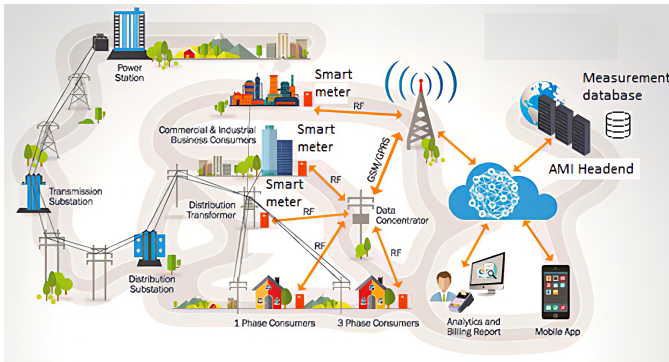 Power
Station
Smart
meter
RF
Commercial & Industrial
Business Consumers
Smart
meter
RF
GSM/GPRS
Measurement
database
AMI Headend
Transmission
Substation
Distribution
Transformer
Smart
meter
RF
Data
Concentrator
RF
RF
Distribution
Substation
1 Phase Consumers
3 Phase Consumers
Analytics and
Billing Report
Mobile App